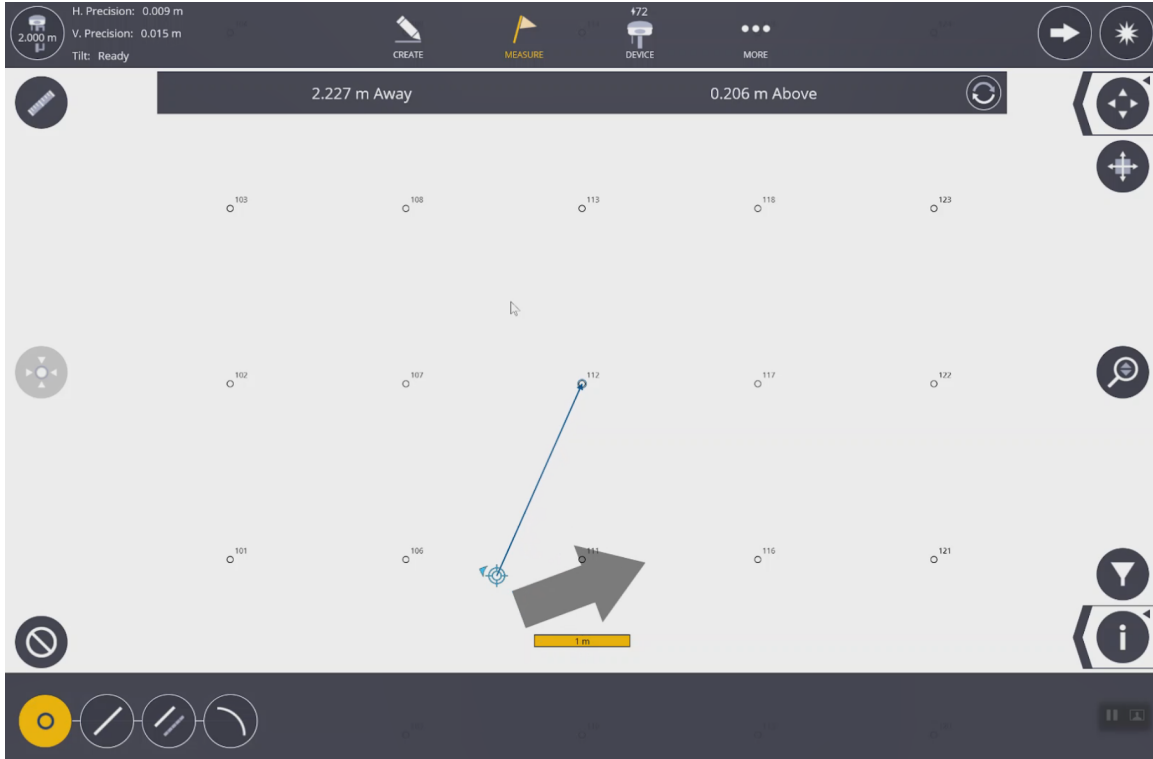 H. Precision: 0.009 m
2.000 m
V. Precision: 0.015 m
Tilt: Ready
CREATE
MEASURE
72
DEVICE
MORE
2.227 m Away
0.206 m Above
103
108
113
118
123
102
107
112
117
122
101
106
111
116
121
1 m